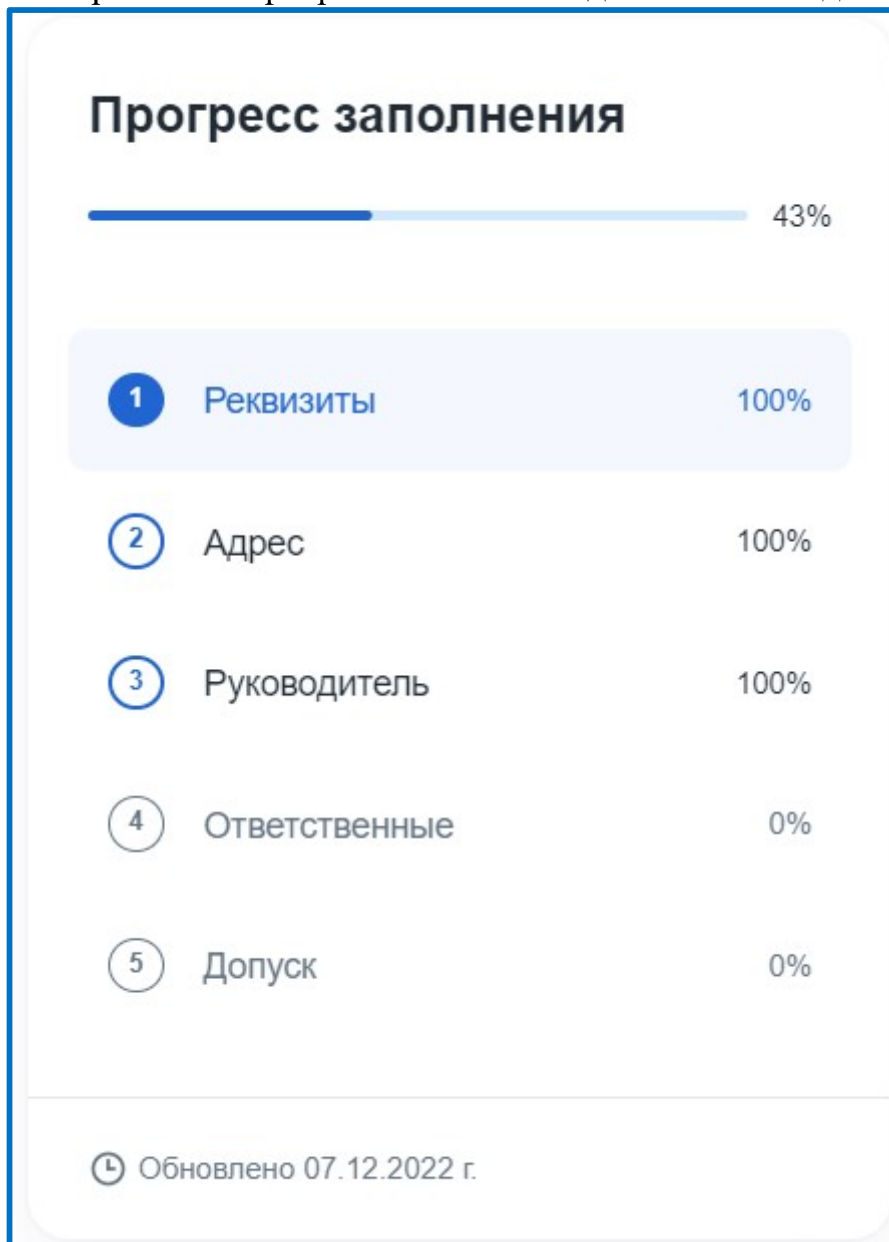 Прогресс заполнения
43%
1 Реквизиты 100%
2 Адрес 100%
3 Руководитель 100%
4 Ответственные 0%
5 Допуск 0%
Обновлено 07.12.2022 г.